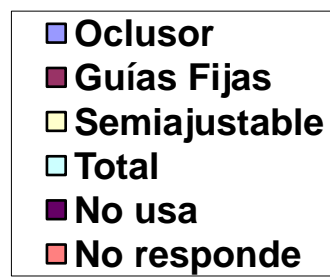 Oclusor
Guías Fijas
Semiajustable
Total
No usa
No responde